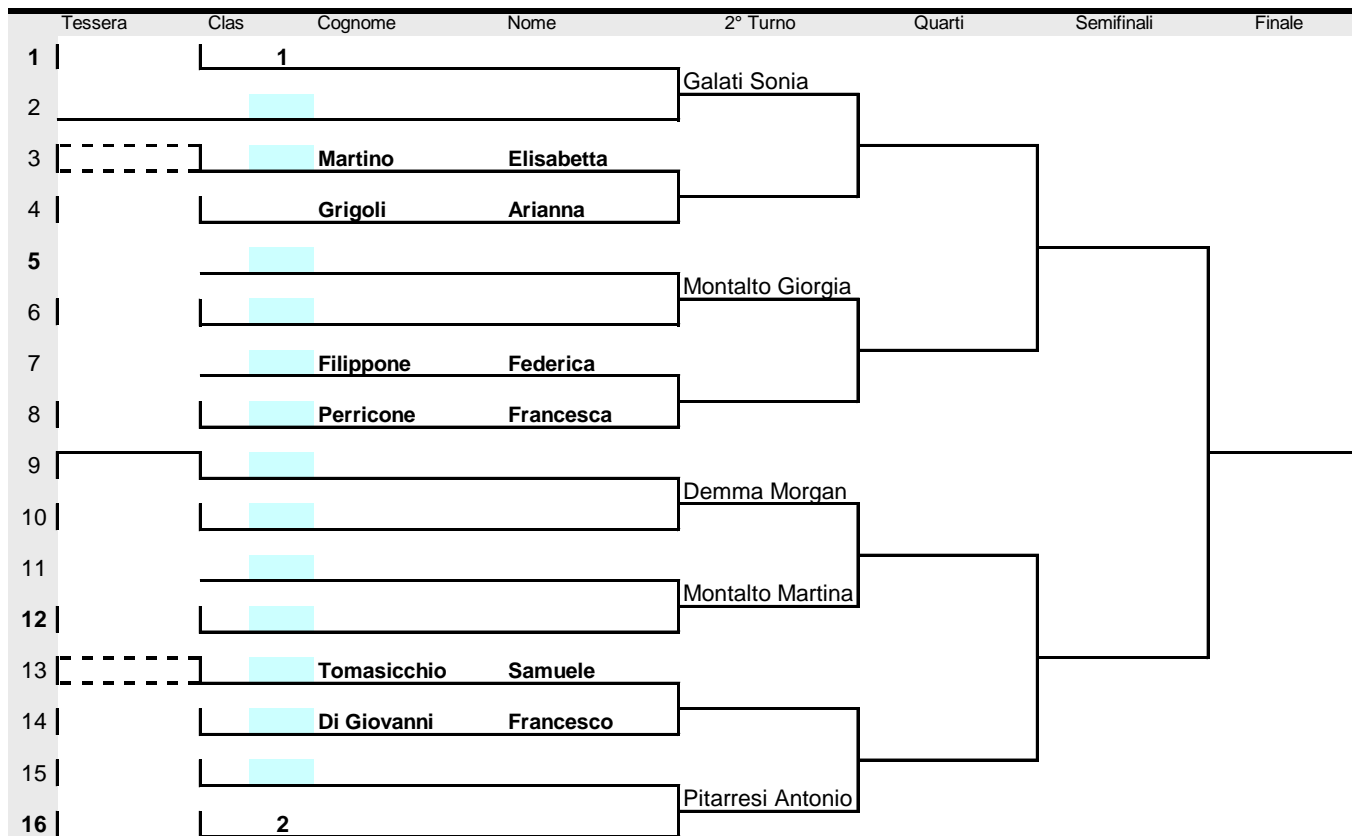 Tessera Clas Cognome Nome 2° Turno Quarti Semifinali Finale
1 1
Galati Sonia
2
3 Martino Elisabetta
4 Grigoli Arianna
5
Montalto Giorgia
6
7 Filippone Federica
8 Perricone Francesca
9
Demma Morgan
10
11
Montalto Martina
12
13 Tomasicchio Samuele
14 Di Giovanni Francesco
15
Pitarresi Antonio
16 2